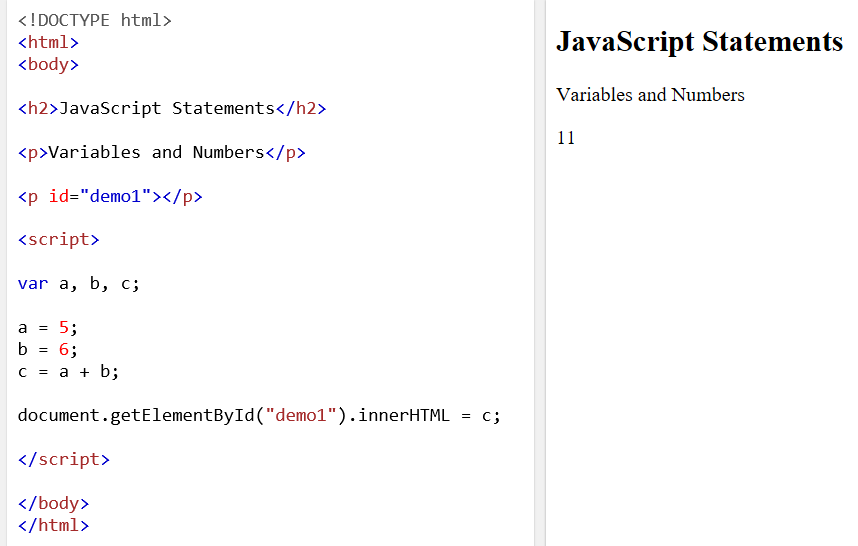 <!DOCTYPE html>
<html>
<body>
<h2>JavaScript Statements</h2>
<p>Variables and Numbers</p>
<p id="demo1"></p>
<script>
var a, b, c;
a = 5;
b = 6;
c = a + b;
document.getElementById("demo1").innerHTML = c;
</script>
</body>
</html>
JavaScript Statements
Variables and Numbers
11